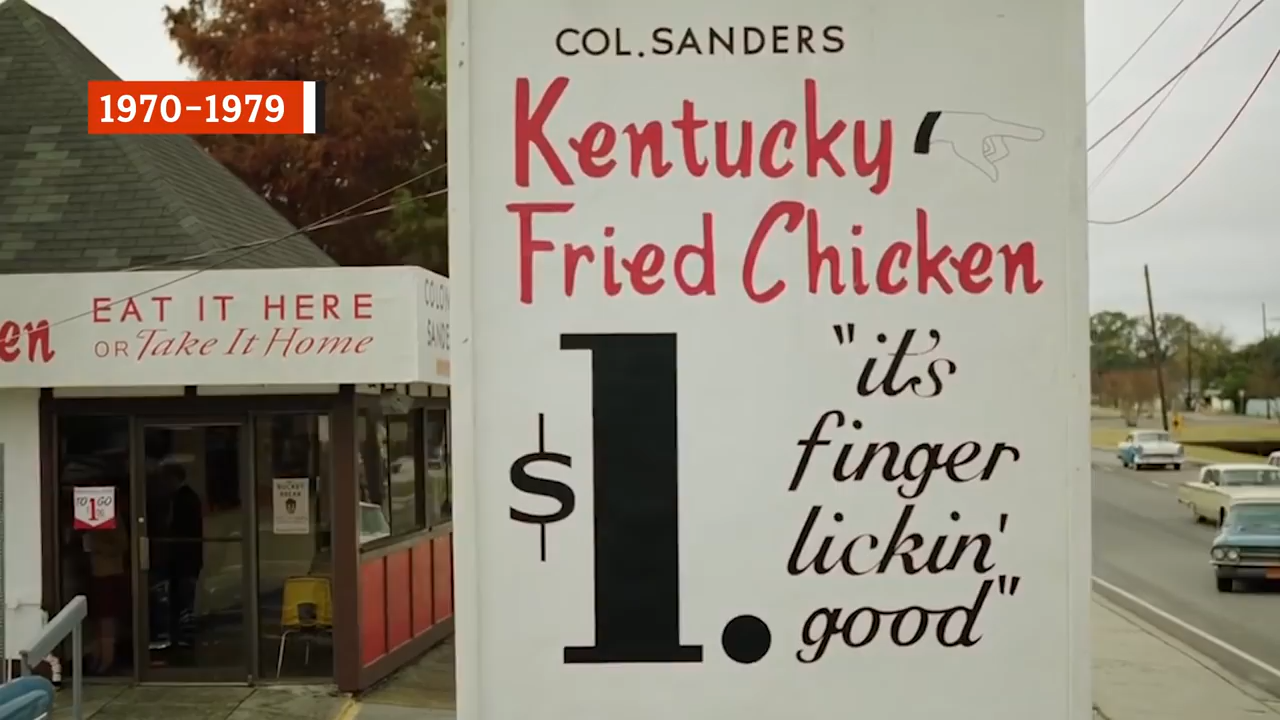 1970-1979
COL. SANDERS
Kentucky
Fried Chicken
$1.
"it's
finger
lickin'
good"
en
EAT IT HERE
OR Take It Home
TO GO
$1
BUCKET